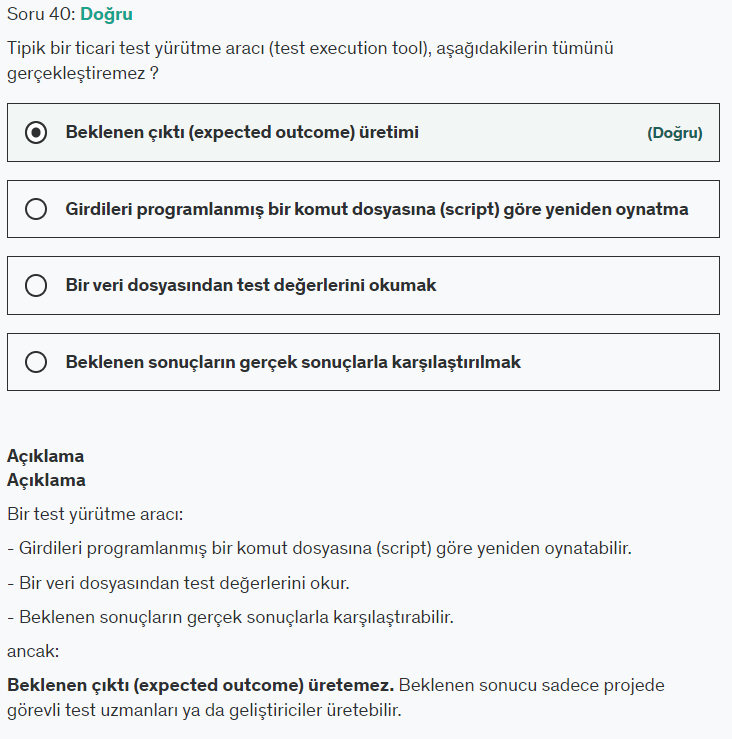 Soru 40: Doğru
Tipik bir ticari test yürütme aracı (test execution tool), aşağıdakilerin tümünü
gerçekleştiremez ?
Beklenen çıktı (expected outcome) üretimi
(Doğru)
Girdileri programlanmış bir komut dosyasına (script) göre yeniden oynatma
Bir veri dosyasından test değerlerini okumak
Beklenen sonuçların gerçek sonuçlarla karşılaştırılmak
Açıklama
Açıklama
Bir test yürütme aracı:
- Girdileri programlanmış bir komut dosyasına (script) göre yeniden oynatabilir.
- Bir veri dosyasından test değerlerini okur.
- Beklenen sonuçların gerçek sonuçlarla karşılaştırabilir.
ancak:
Beklenen çıktı (expected outcome) üretemez. Beklenen sonucu sadece projede
görevli test uzmanları ya da geliştiriciler üretebilir.